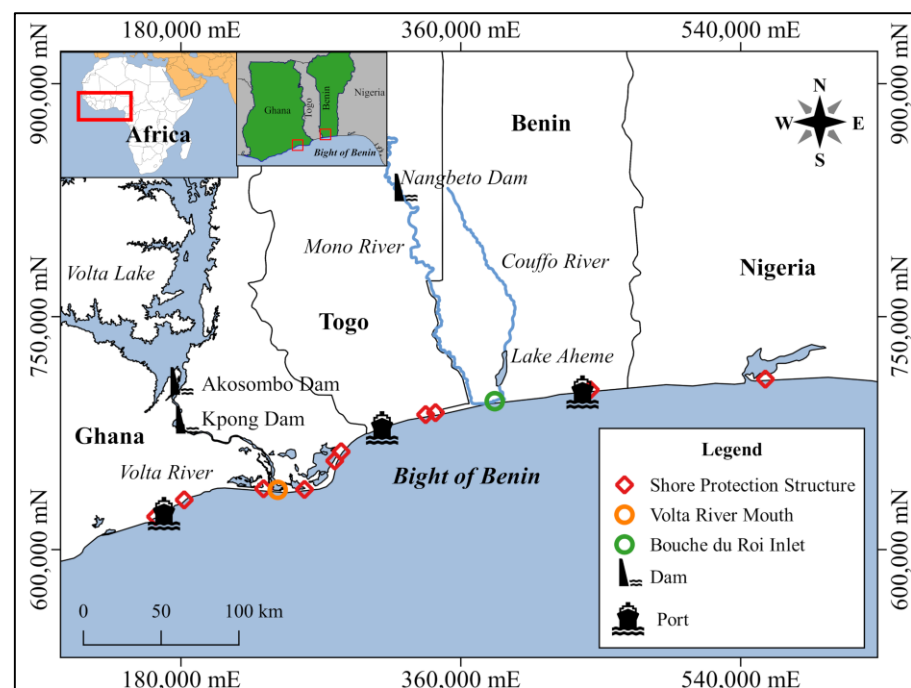 180,000 mE
360,000 mE
540,000 mE
900,000 mN
900,000 mN
Africa
Ghana
Togo
Benin
Nigeria
Bight of Benin
Benin
N
W
E
S
Nangbeto Dam
Mono River
Couffo River
Volta Lake
Nigeria
750,000 mN
750,000 mN
Togo
Lake Aheme
Akosombo Dam
Kpong Dam
Ghana
Volta River
Bight of Benin
Legend
Shore Protection Structure
Volta River Mouth
Bouche du Roi Inlet
Dam
Port
600,000 mN
600,000 mN
0
50
100 km
180,000 mE
360,000 mE
540,000 mE